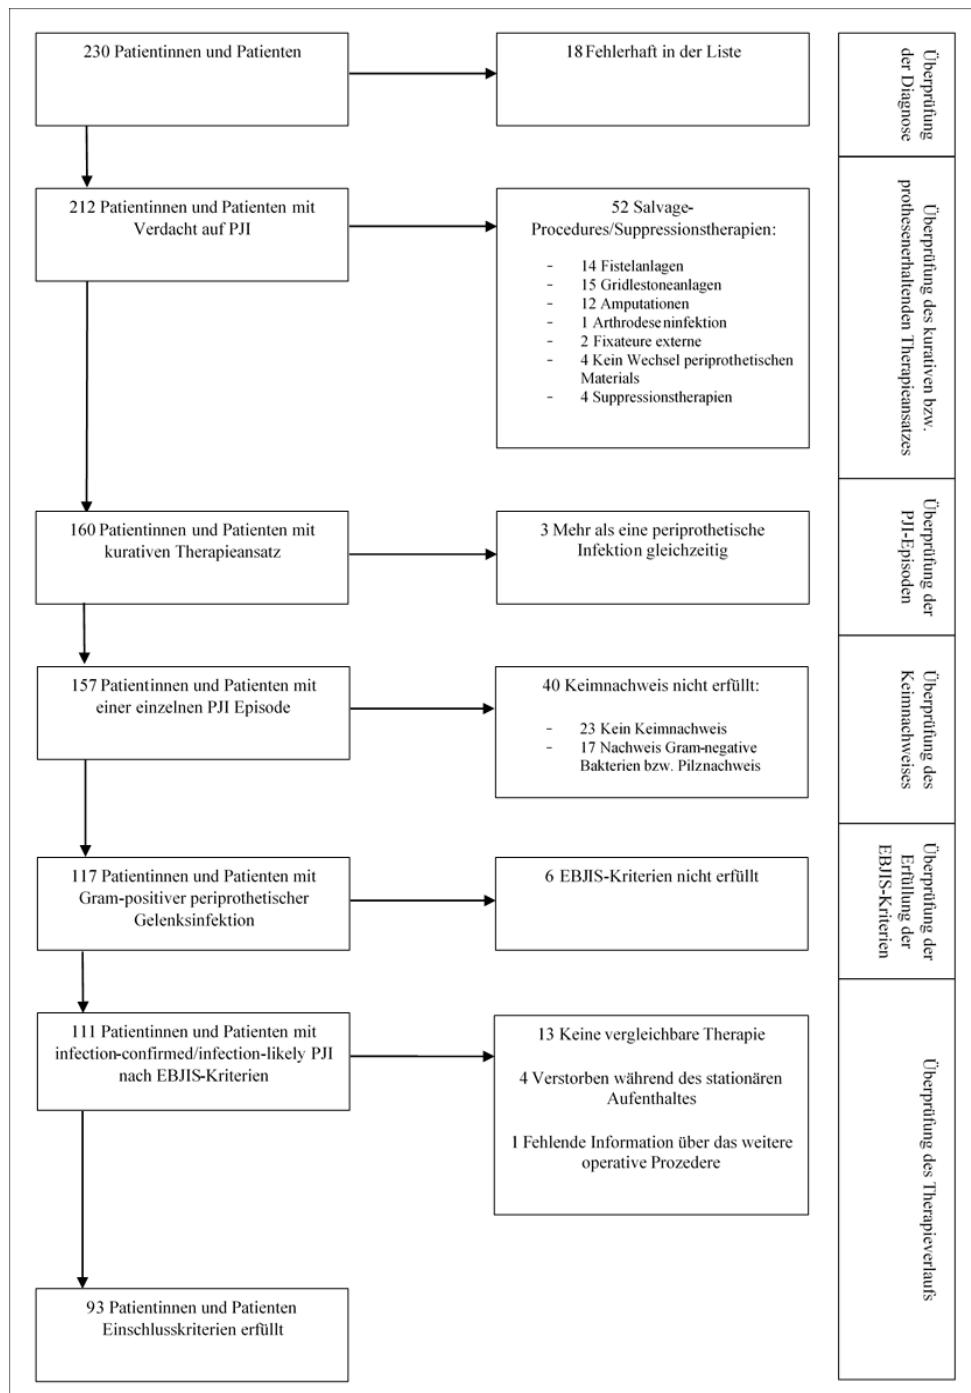 230 Patientinnen und Patienten
18 Fehlerhaft in der Liste
Überprüfung
der Diagnose
212 Patientinnen und Patienten mit
Verdacht auf PJI
52 Salvage-
Procedures/Suppressionstherapien:
- 14 Fistelanlagen
- 15 Gridlestoneanlagen
- 12 Amputationen
- 1 Arthrodeseninfektion
- 2 Fixateure externe
- 4 Kein Wechsel periprothetischen
Materials
- 4 Suppressionstherapien
Überprüfung des kurativen bzw.
prothesenerhaltenden Therapieansatzes
160 Patientinnen und Patienten mit
kurativen Therapieansatz
3 Mehr als eine periprothetische
Infektion gleichzeitig
Überprüfung der
PJI-Episoden
157 Patientinnen und Patienten mit
einer einzelnen PJI Episode
40 Keimnachweis nicht erfüllt:
- 23 Kein Keimnachweis
- 17 Nachweis Gram-negative
Bakterien bzw. Pilznachweis
Überprüfung des
Keimnachweises
117 Patientinnen und Patienten mit
Gram-positiver periprothetischer
Gelenksinfektion
6 EBJIS-Kriterien nicht erfüllt
Überprüfung der
Erfüllung der
EBJIS-Kriterien
111 Patientinnen und Patienten mit
infection-confirmed/infection-likely PJI
nach EBJIS-Kriterien
13 Keine vergleichbare Therapie
4 Verstorben während des stationären
Aufenthaltes
1 Fehlende Information über das weitere
operative Prozedere
Überprüfung des Therapieverlaufs
93 Patientinnen und Patienten
Einschlusskriterien erfüllt